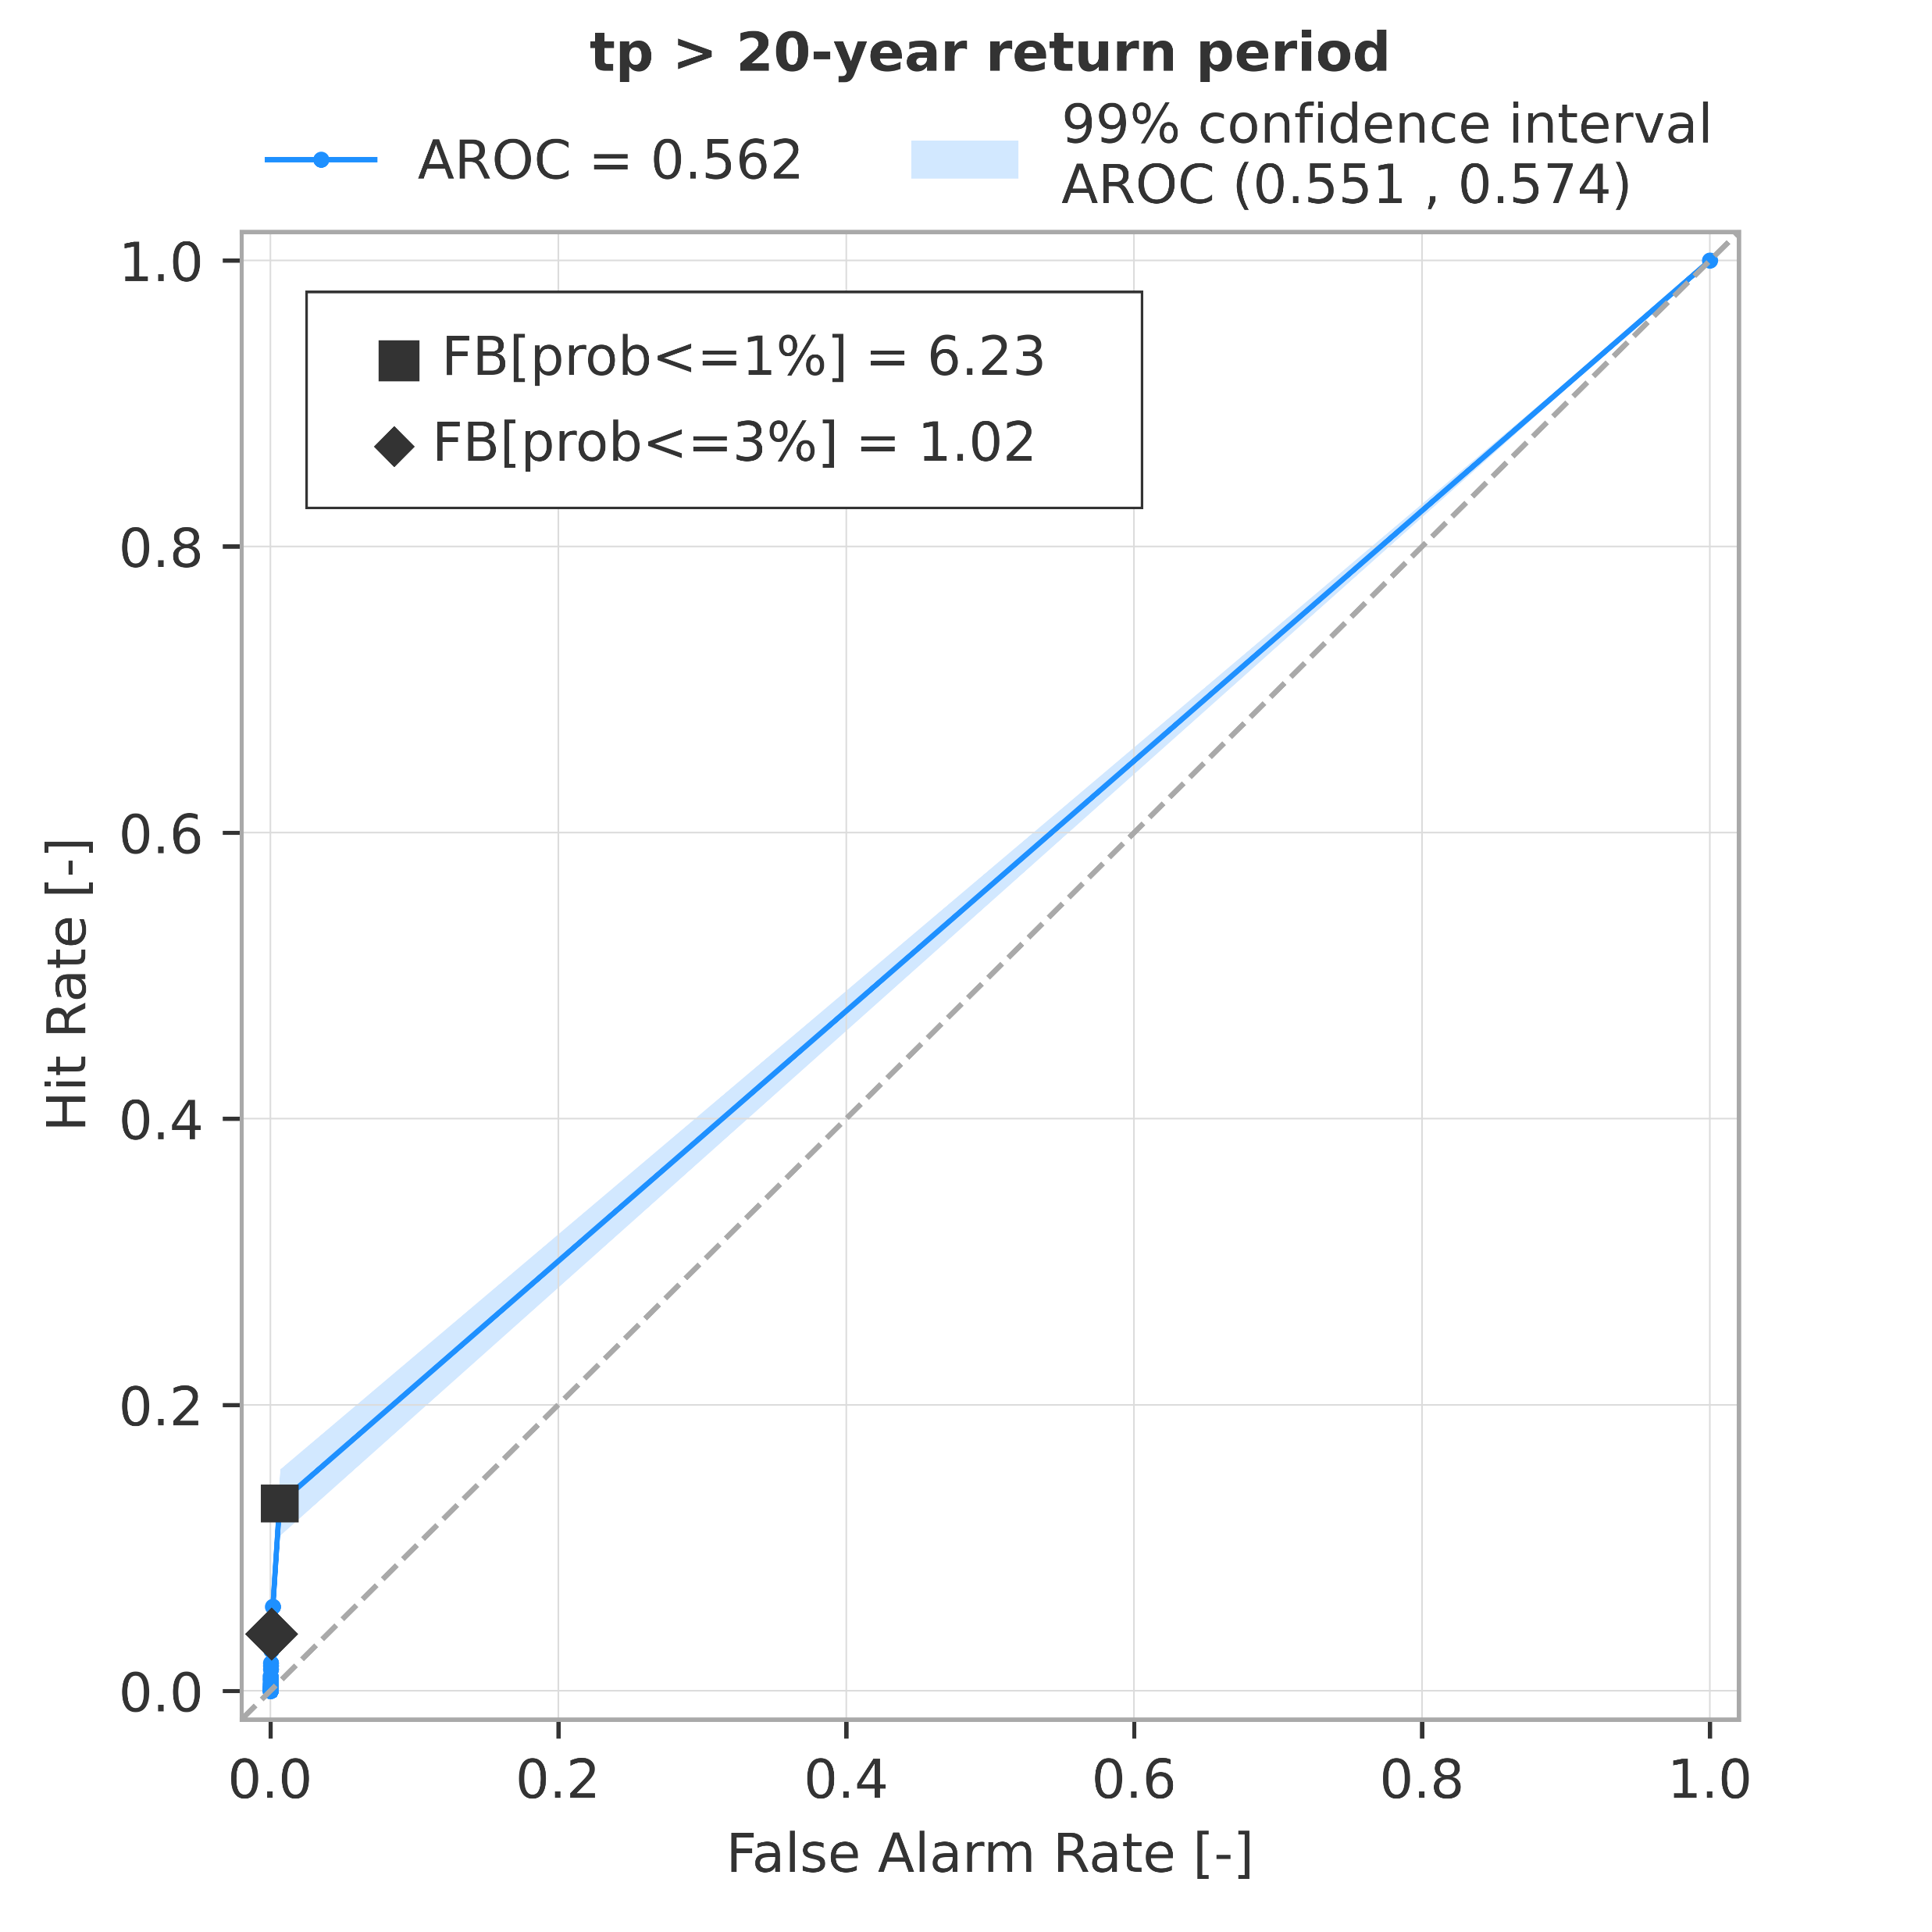 tp > 20-year return period
AROC = 0.562
99% confidence interval
AROC (0.551 , 0.574)
FB[prob<=1%] = 6.23
FB[prob<=3%] = 1.02
Hit Rate [-]
1.0
0.8
0.6
0.4
0.2
0.0
0.0 0.2 0.4 0.6 0.8 1.0
False Alarm Rate [-]